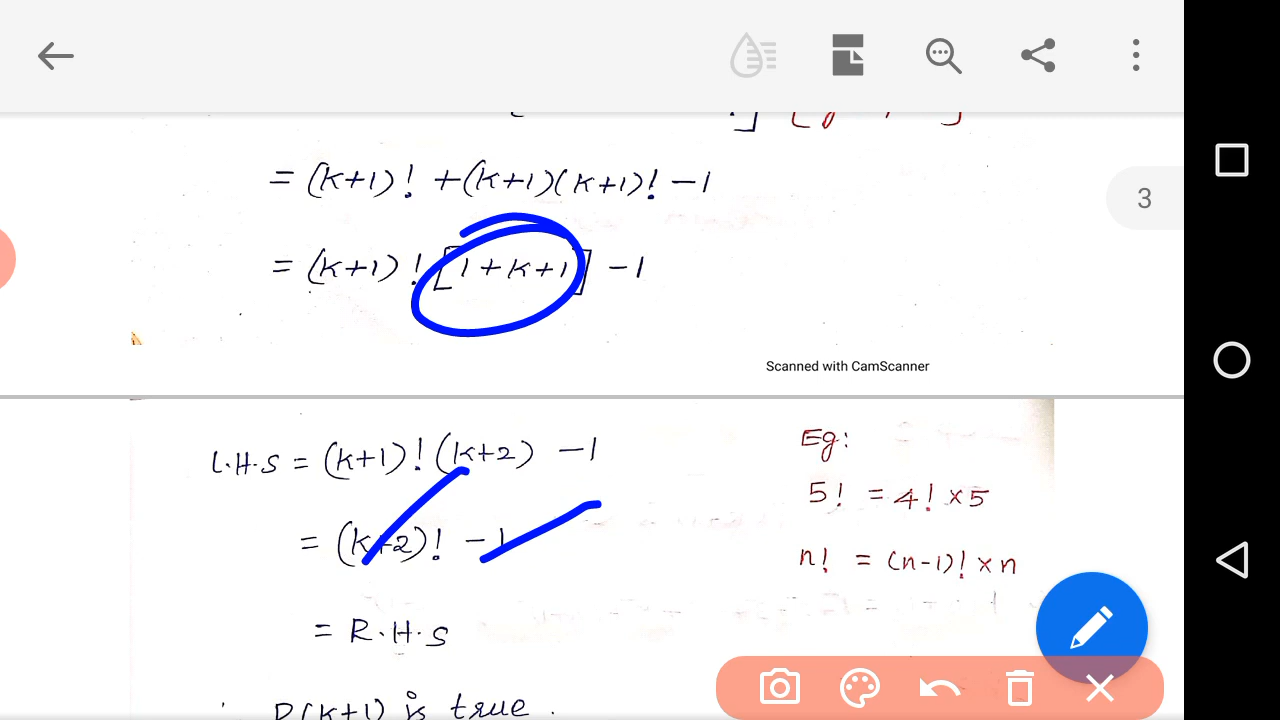 3
= (k+1)! +(k+1)(k+1)! -1
= (k+1)! [1+k+1] -1
Scanned with CamScanner
L.H.S = (k+1)! (k+2) -1
= (k+2)! -1
= R.H.S
P(k+1) is true.
Eg:
5! = 4! ×5
n! = (n-1)! × n